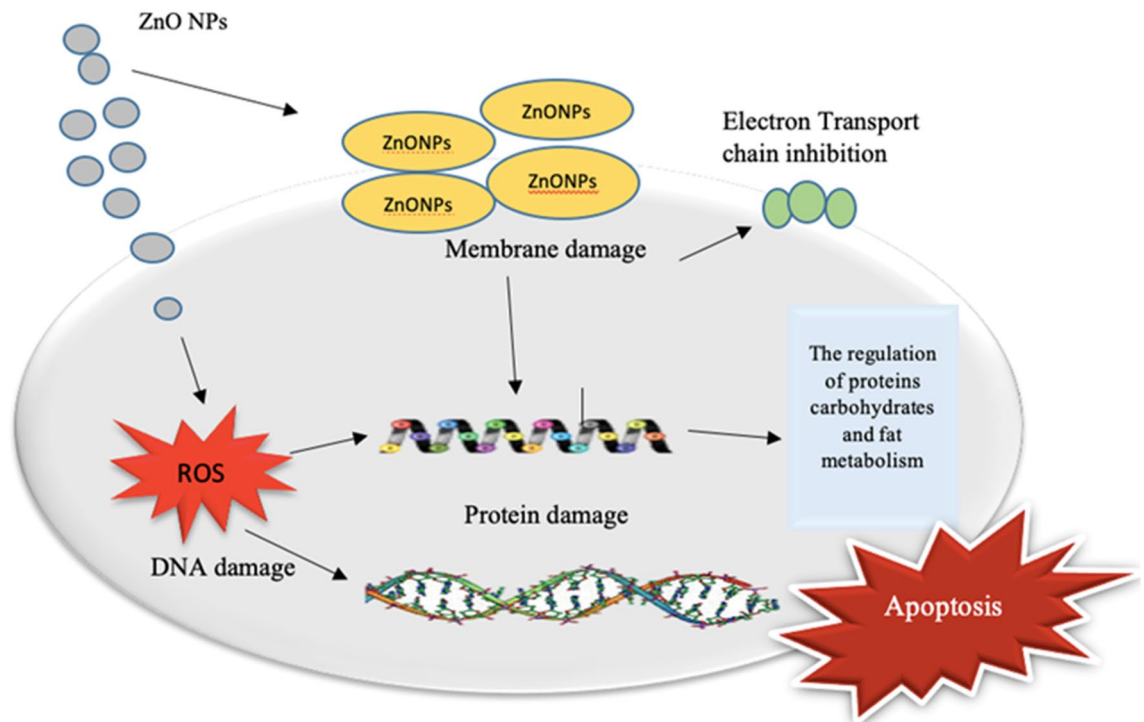 ZnO NPs
ZnONPs
ZnONPs
ZnONPs
ZnONPs
Electron Transport
chain inhibition
Membrane damage
The regulation
of proteins
carbohydrates
and fat
metabolism
ROS
Protein damage
DNA damage
Apoptosis